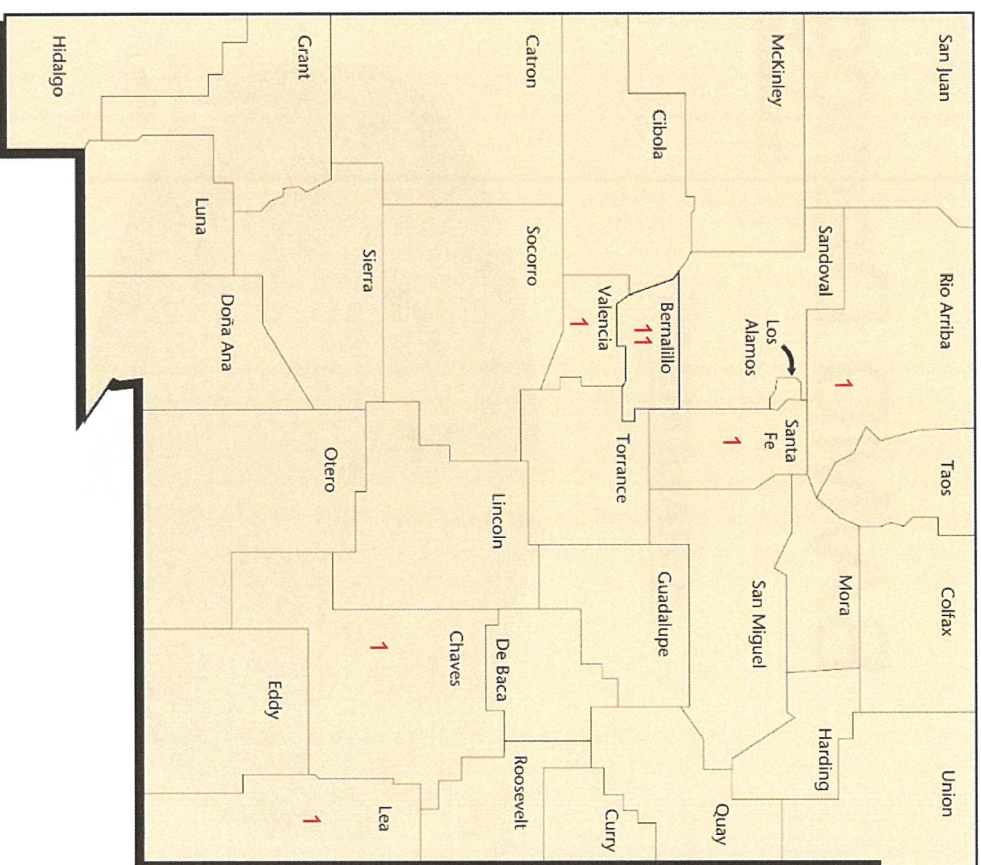 San Juan
Rio Arriba
1
Taos
Colfax
Union
McKinley
Sandoval
Los
Alamos
Santa
Fe
1
Mora
Harding
San Miguel
Cibola
Bernalillo
11
Valencia
1
Torrance
Guadalupe
Quay
Curry
Catron
Socorro
Lincoln
De Baca
Roosevelt
Chaves
1
Grant
Sierra
Otero
Lea
1
Eddy
Hidalgo
Luna
Doña Ana